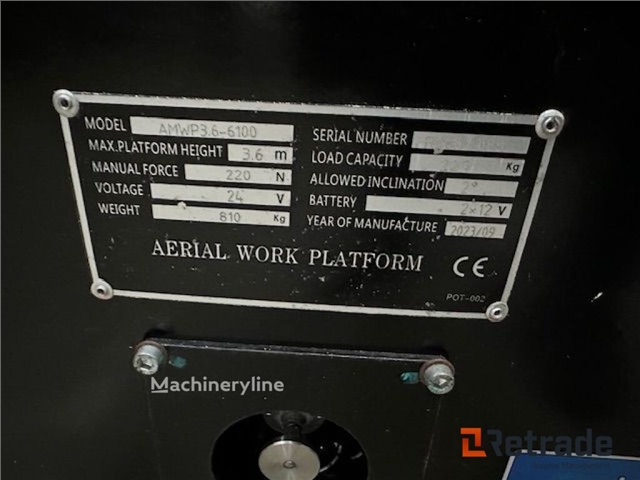 MODEL AMWP3.6-6100
MAX.PLATFORM HEIGHT 3.6 m
MANUAL FORCE 220 N
VOLTAGE 24 V
WEIGHT 810 Kg
SERIAL NUMBER
LOAD CAPACITY Kg
ALLOWED INCLINATION 2°
BATTERY 2×12 V
YEAR OF MANUFACTURE 2023/09
AERIAL WORK PLATFORM CE
POT-002
Machineryline
Retrade